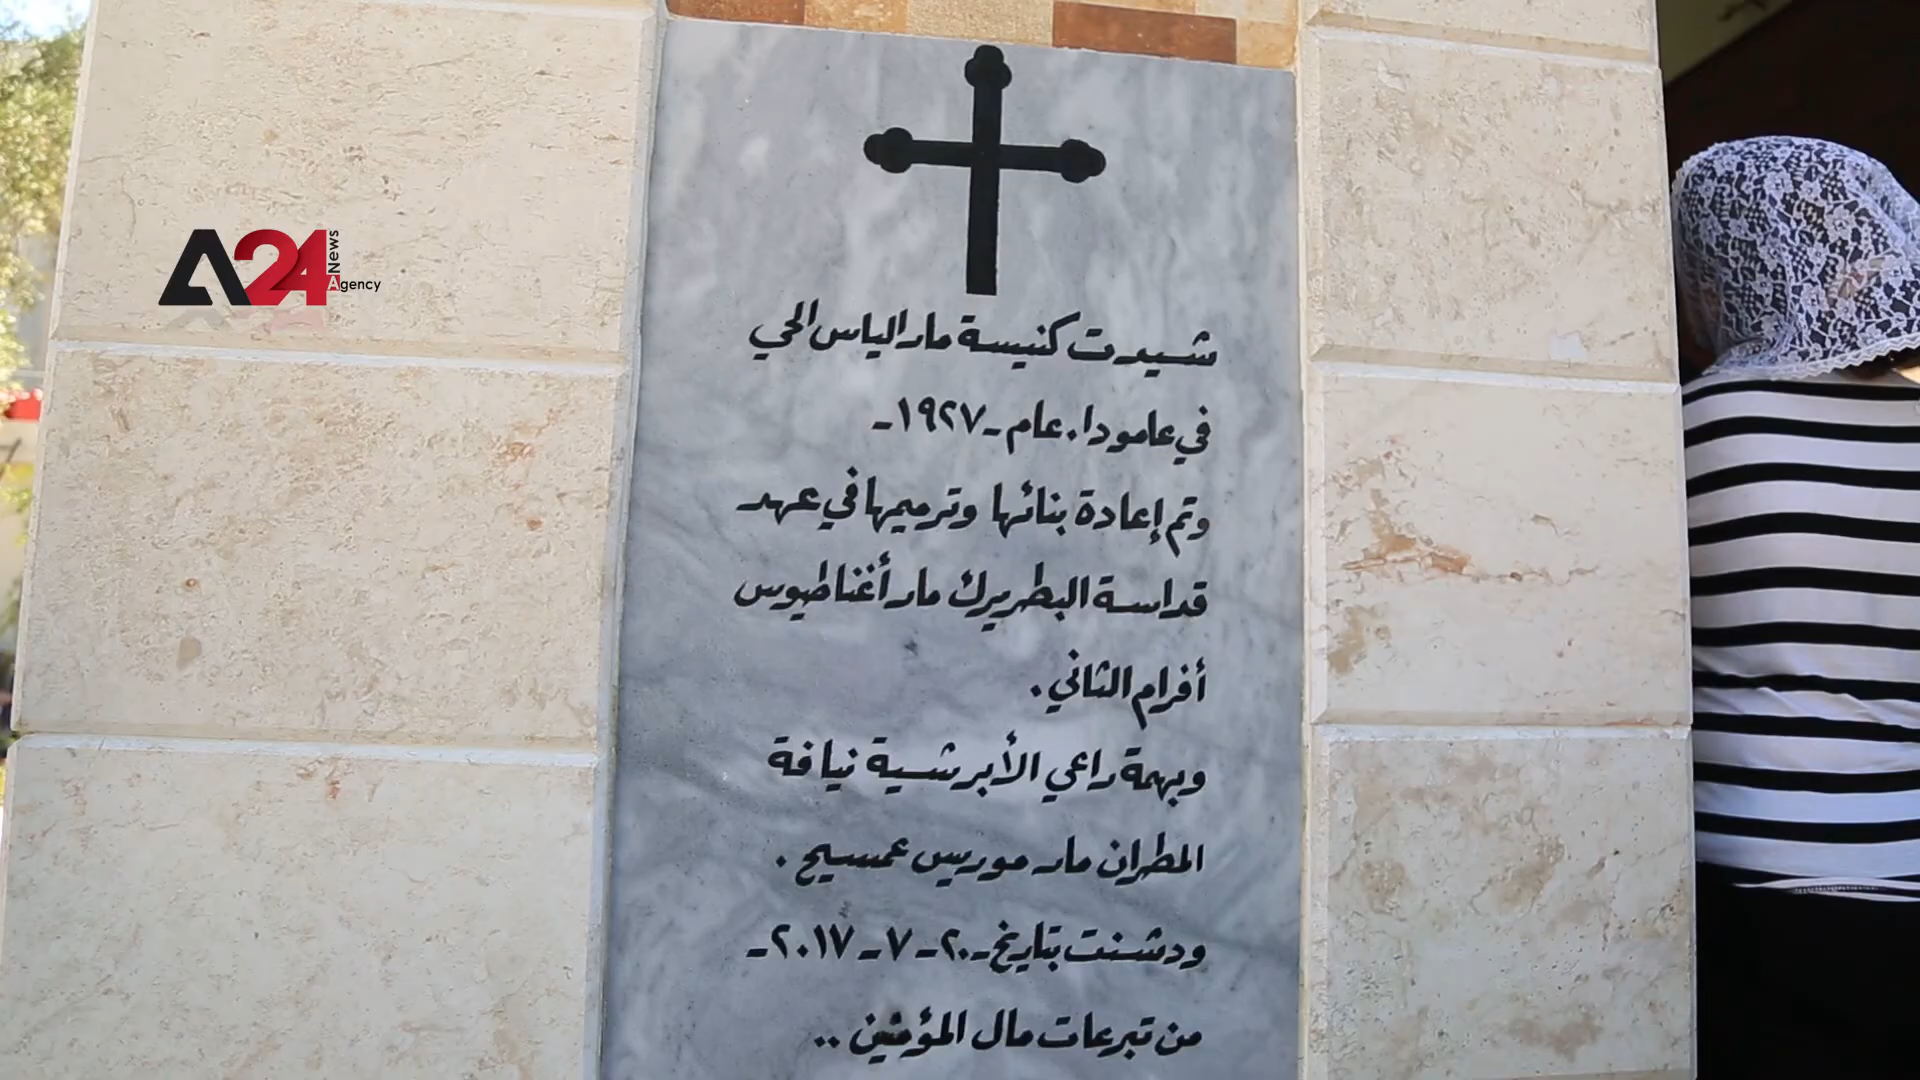 A24 News Agency
شيدت كنيسة مار الياس الحي
في عامودا. عام -١٩٢٧-
وتم إعادة بنائها وترميمها في عهد
قداسة البطريرك مار أغناطيوس
أفرام الثاني .
وبهمة راعي الأبرشية نيافة
المطران مار موريس عمسيح .
ودشنت بتاريخ -٢٠-٧-٢٠١٧-
من تبرعات مال المؤمنين ..